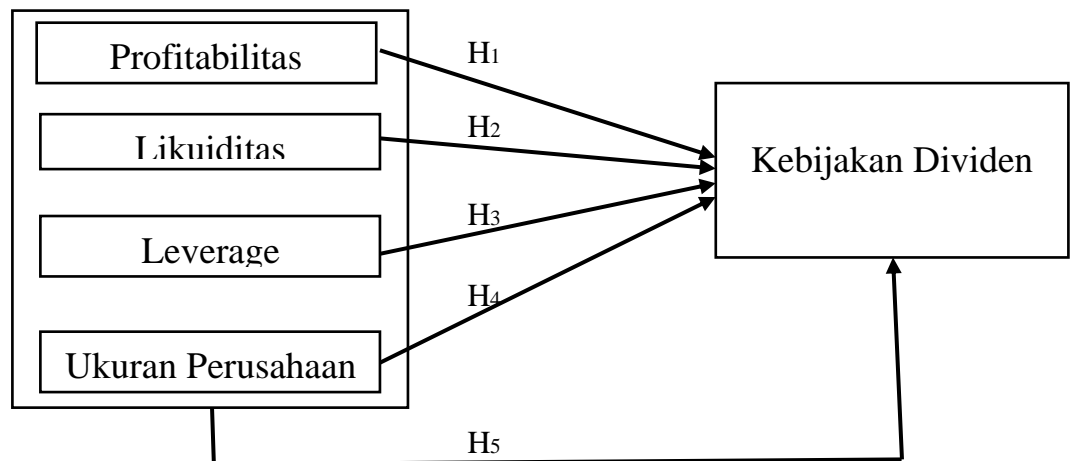 Profitabilitas
H1
Likuiditas
H2
Kebijakan Dividen
Leverage
H3
H4
Ukuran Perusahaan
H5